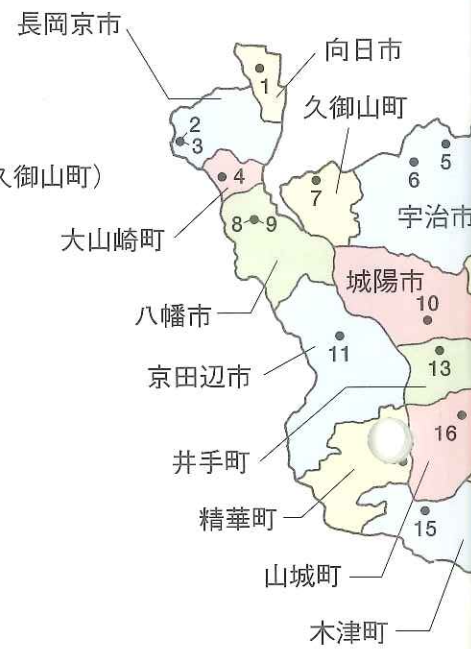 長岡京市
向日市
1
久御山町
2
3
5
久御山町）
4
6
7
宇治市
8
9
大山崎町
城陽市
10
八幡市
11
13
京田辺市
16
井手町
精華町
15
山城町
木津町